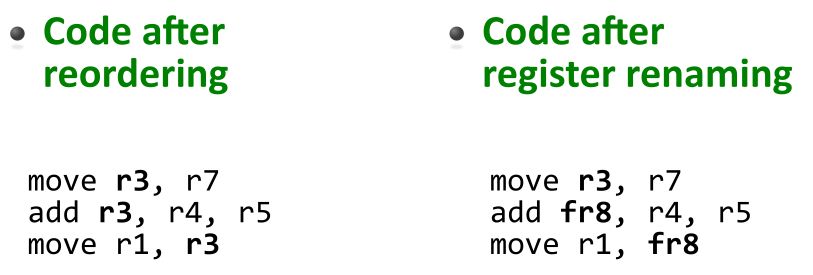 Code after
reordering
move r3, r7
add r3, r4, r5
move r1, r3
Code after
register renaming
move r3, r7
add fr8, r4, r5
move r1, fr8